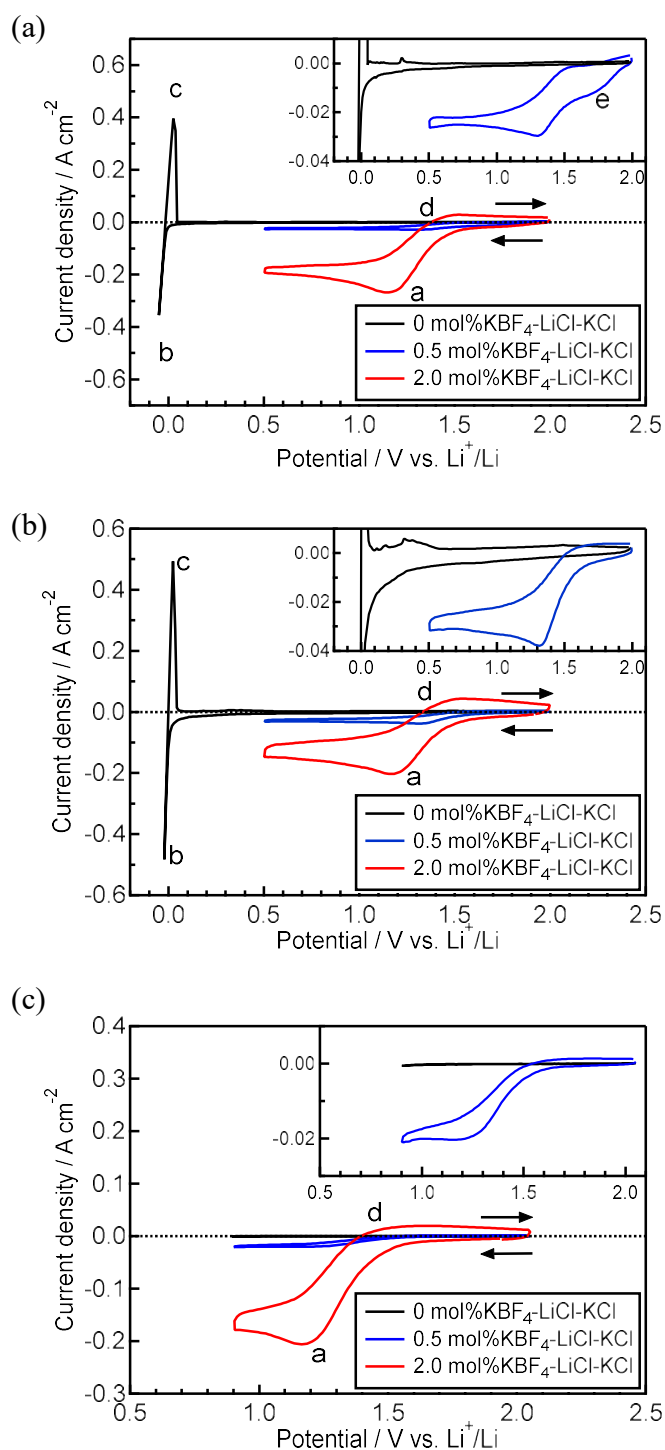 (a)
0.6
0.4
0.2
0.0
-0.2
-0.4
-0.6
Current density / A cm-2
0.0
0.5
1.0
1.5
2.0
2.5
Potential / V vs. Li+/Li
c
b
d
a
0.00
-0.02
-0.04
0.0
0.5
1.0
1.5
2.0
e
0 mol%KBF4-LiCl-KCl
0.5 mol%KBF4-LiCl-KCl
2.0 mol%KBF4-LiCl-KCl
(b)
0.6
0.4
0.2
0.0
-0.2
-0.4
-0.6
Current density / A cm-2
0.0
0.5
1.0
1.5
2.0
2.5
Potential / V vs. Li+/Li
c
b
d
a
0.00
-0.02
-0.04
0.0
0.5
1.0
1.5
2.0
0 mol%KBF4-LiCl-KCl
0.5 mol%KBF4-LiCl-KCl
2.0 mol%KBF4-LiCl-KCl
(c)
0.4
0.3
0.2
0.1
0.0
-0.1
-0.2
-0.3
Current density / A cm-2
0.5
1.0
1.5
2.0
2.5
Potential / V vs. Li+/Li
d
a
0.00
-0.02
0.5
1.0
1.5
2.0
0 mol%KBF4-LiCl-KCl
0.5 mol%KBF4-LiCl-KCl
2.0 mol%KBF4-LiCl-KCl